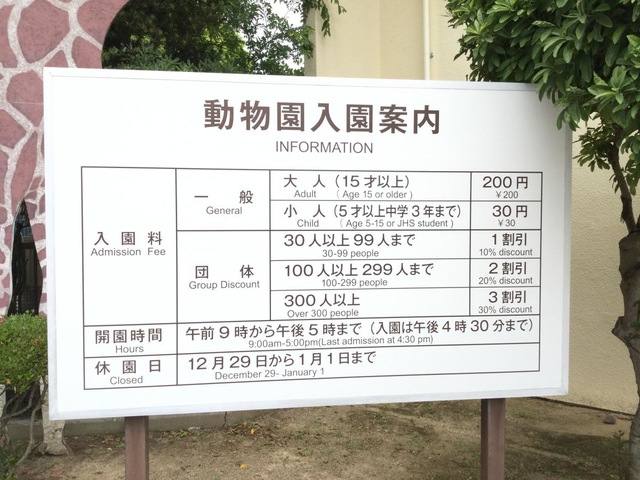 動物園入園案内
INFORMATION
入園料
Admission Fee
一般
General
大人（15才以上）
Adult （ Age 15 or older ）
200円
￥200
小人（5才以上中学3年まで）
Child （ Age 5-15 or JHS student ）
30円
￥30
団体
Group Discount
30人以上99人まで
30-99 people
1割引
10% discount
100人以上299人まで
100-299 people
2割引
20% discount
300人以上
Over 300 people
3割引
30% discount
開園時間
Hours
午前9時から午後5時まで（入園は午後4時30分まで）
9:00am-5:00pm(Last admission at 4:30 pm)
休園日
Closed
12月29日から1月1日まで
December 29- January 1